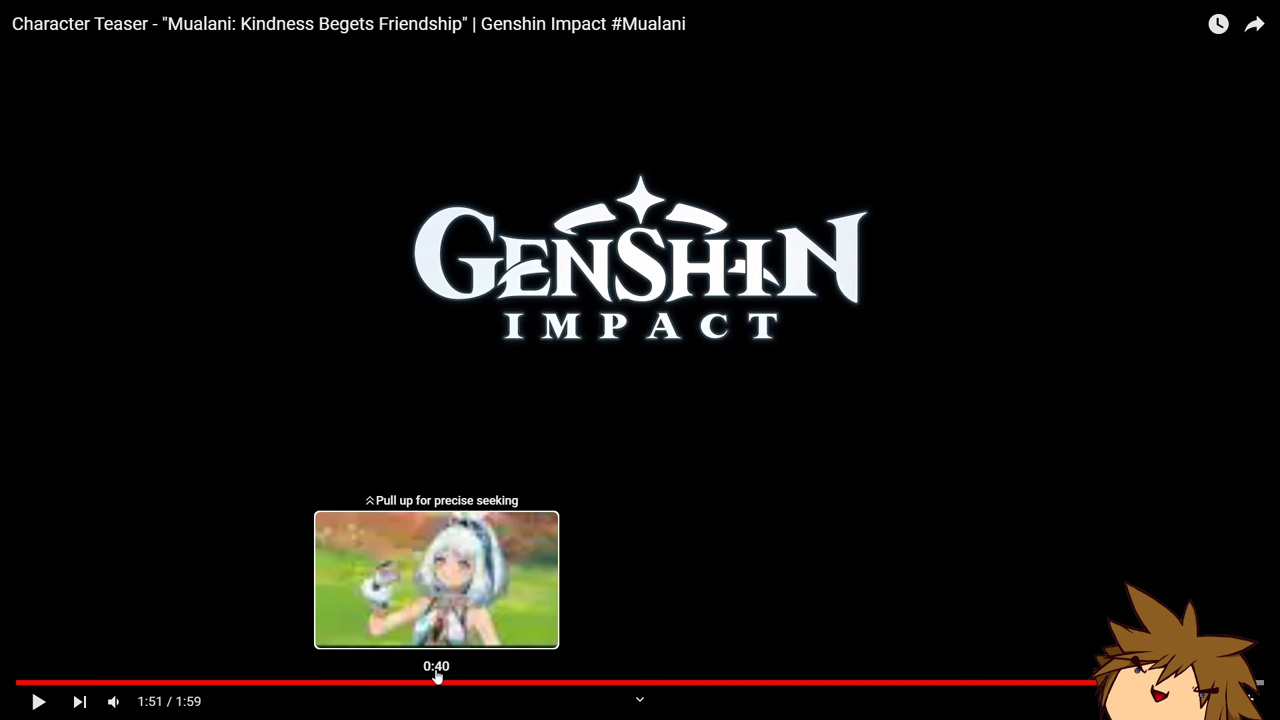 Character Teaser - "Mualani: Kindness Begets Friendship" | Genshin Impact #Mualani
GENSHIN
IMPACT
Pull up for precise seeking
0:40
1:51 / 1:59